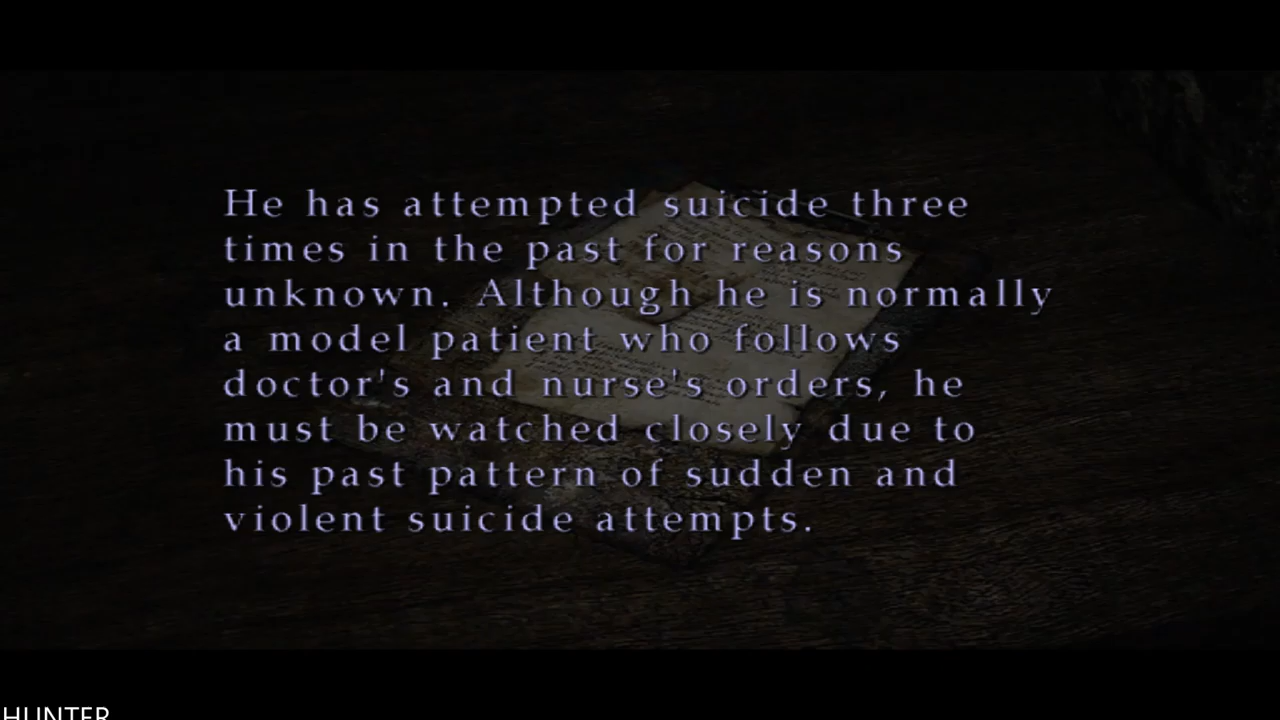 He has attempted suicide three
times in the past for reasons
unknown. Although he is normally
a model patient who follows
doctor's and nurse's orders, he
must be watched closely due to
his past pattern of sudden and
violent suicide attempts.
HUNTER